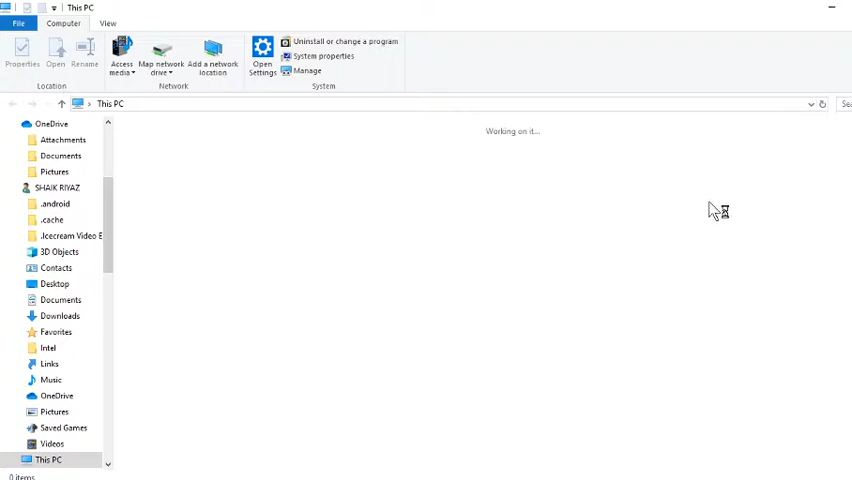 This PC
File Computer View
Properties Open Rename Access media Map network drive Add a network location Open Settings Uninstall or change a program
System properties
Manage
Location Network System
This PC
OneDrive
Working on it...
Attachments
Documents
Pictures
SHAIK RIYAZ
.android
.cache
.Icecream Video E
3D Objects
Contacts
Desktop
Documents
Downloads
Favorites
Intel
Links
Music
OneDrive
Pictures
Saved Games
Videos
This PC
0 items